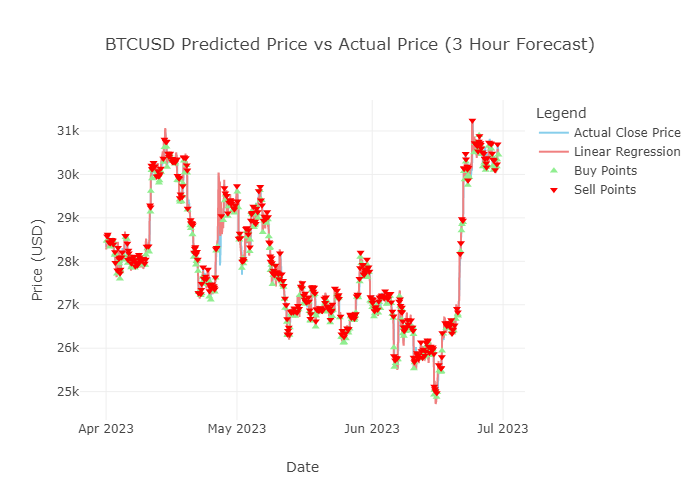 BTCUSD Predicted Price vs Actual Price (3 Hour Forecast)
Legend
Actual Close Price
Linear Regression
Buy Points
Sell Points
Price (USD)
31k
30k
29k
28k
27k
26k
25k
Apr 2023
May 2023
Jun 2023
Jul 2023
Date